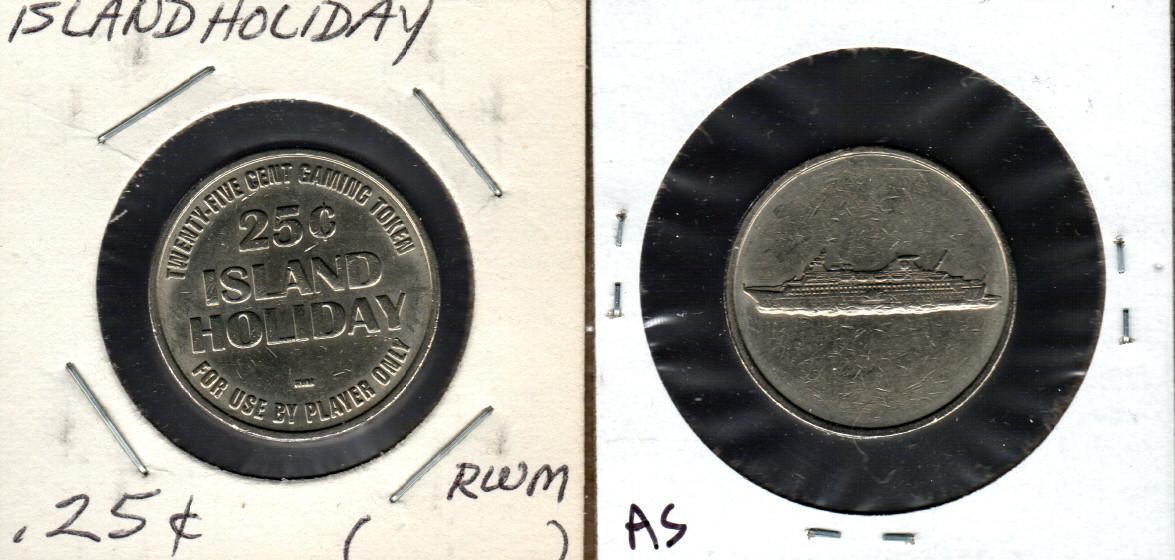 ISLAND HOLIDAY
TWENTY-FIVE CENT GAMING TOKEN
25¢
ISLAND
HOLIDAY
FOR USE BY PLAYER ONLY
.25¢
RWM
( )
AS